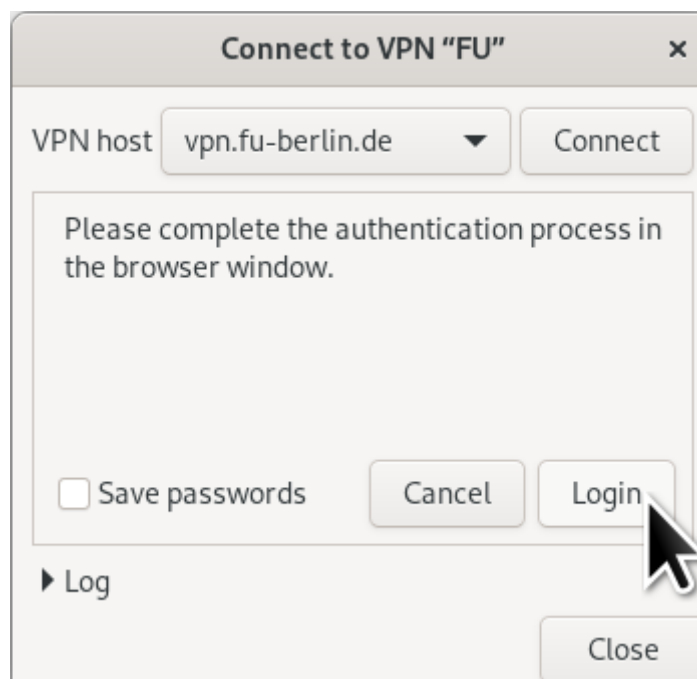 Connect to VPN “FU” ×
VPN host vpn.fu-berlin.de Connect
Please complete the authentication process in
the browser window.
Save passwords Cancel Login
Log
Close